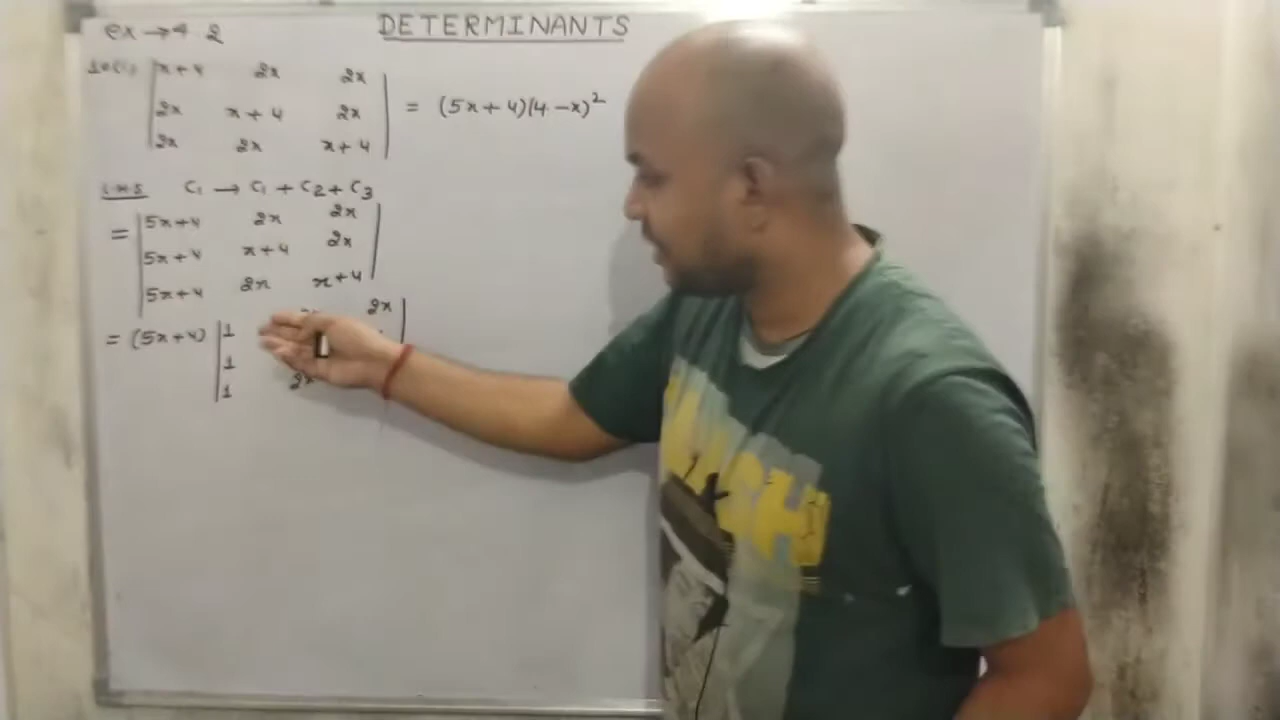 ex → 4.2
DETERMINANTS
10(i) | x+4 2x 2x |
| 2x x+4 2x | = (5x+4)(4-x)²
| 2x 2x x+4 |
L.H.S C₁ → C₁ + C₂ + C₃
= | 5x+4 2x 2x |
| 5x+4 x+4 2x |
| 5x+4 2x x+4 |
= (5x+4) | 1 2x |
| 1
| 1 2x